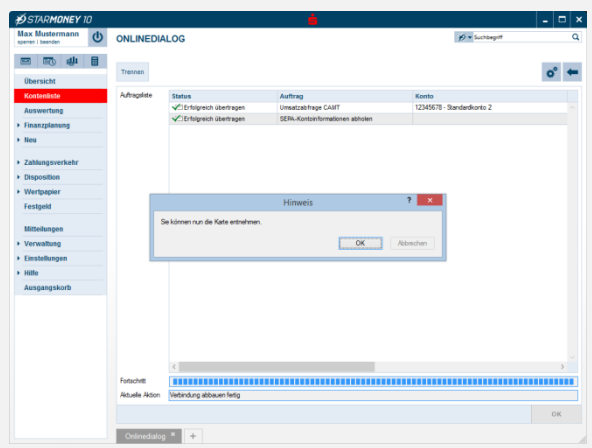 STARMONEY 10
Max Mustermann
sperren | beenden
ONLINEDIALOG
Suchbegriff
Trennen
Übersicht
Kontenliste
Auswertung
Finanzplanung
Neu
Zahlungsverkehr
Disposition
Wertpapier
Festgeld
Mitteilungen
Verwaltung
Einstellungen
Hilfe
Ausgangskorb
Auftragsliste
Status Auftrag Konto
Erfolgreich übertragen Umsatzabfrage CAMT 12345678 - Standardkonto 2
Erfolgreich übertragen SEPA-Kontoinformationen abholen
Hinweis
Sie können nun die Karte entnehmen.
OK Abbrechen
Fortschritt
Aktuelle Aktion Verbindung abbauen fertig
OK
Onlinedialog